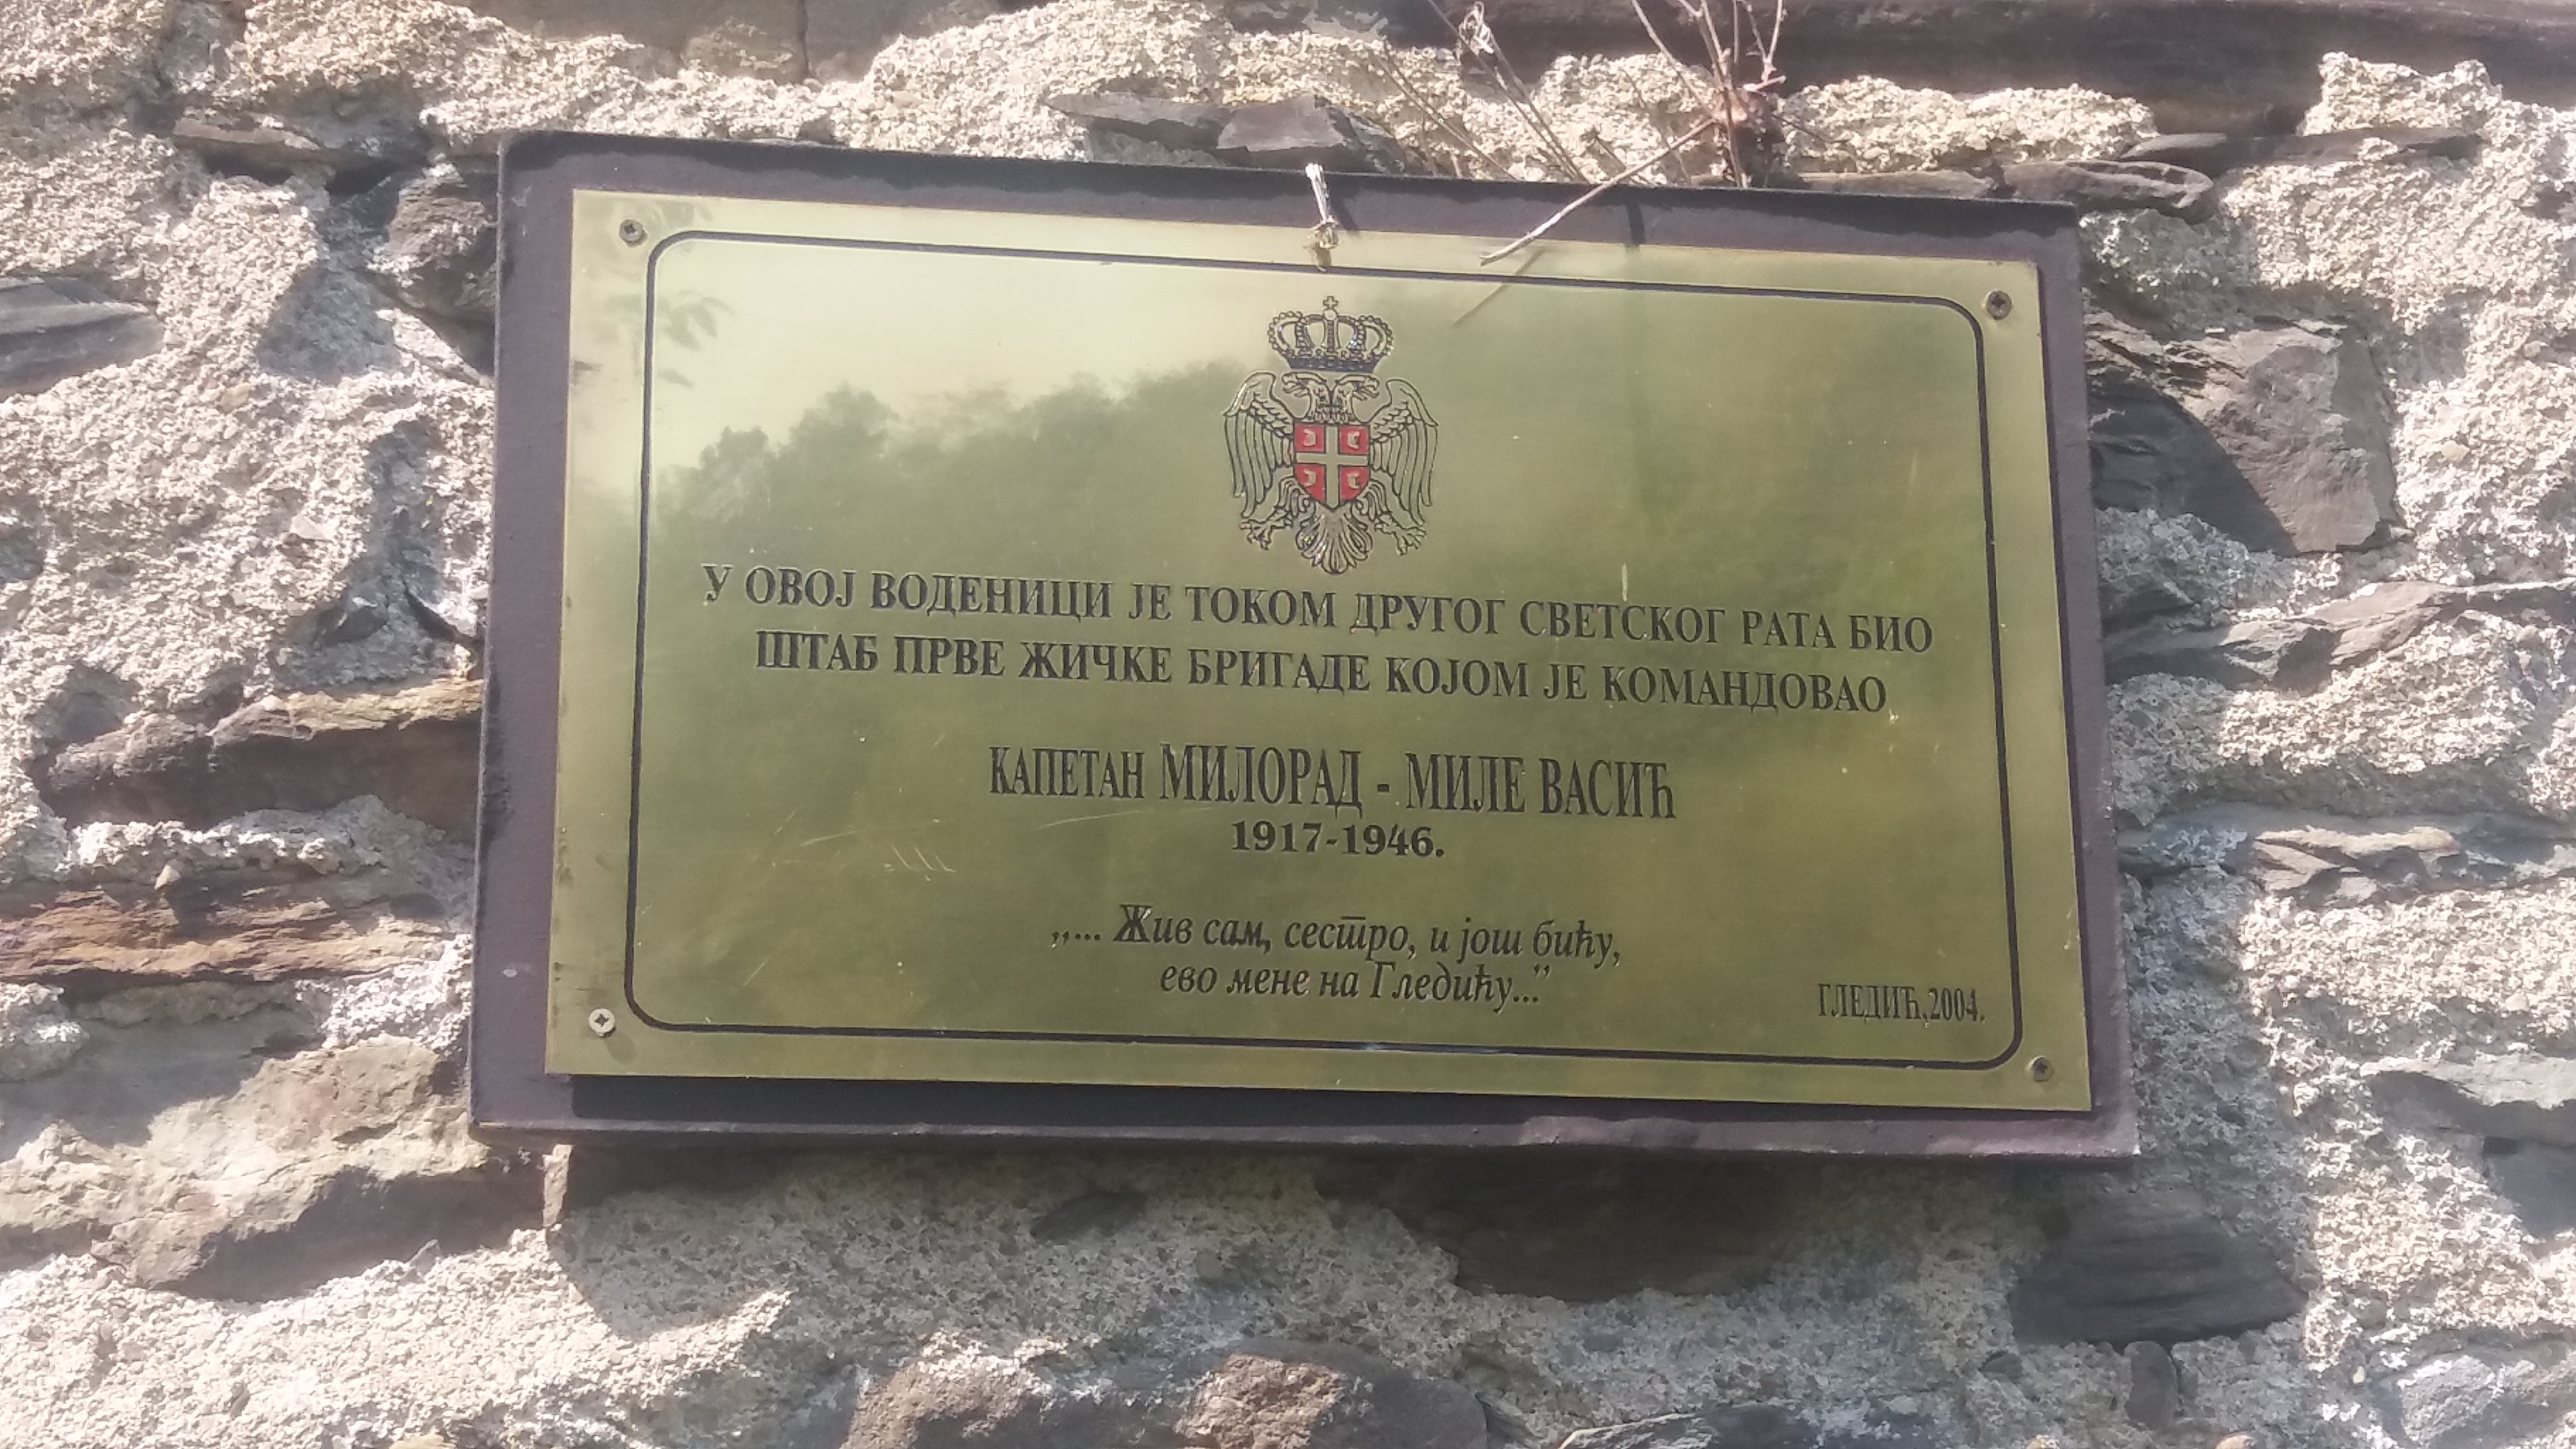 У ОВОЈ ВОДЕНИЦИ ЈЕ ТОКОМ ДРУГОГ СВЕТСКОГ РАТА БИО
ШТАБ ПРВЕ ЖИЧКЕ БРИГАДЕ КОЈОМ ЈЕ КОМАНДОВАО
КАПЕТАН МИЛОРАД - МИЛЕ ВАСИЋ
1917-1946.
„... Жив сам, сестро, и још бићу,
ево мене на Гледићу...”
ГЛЕДИЋ,2004.